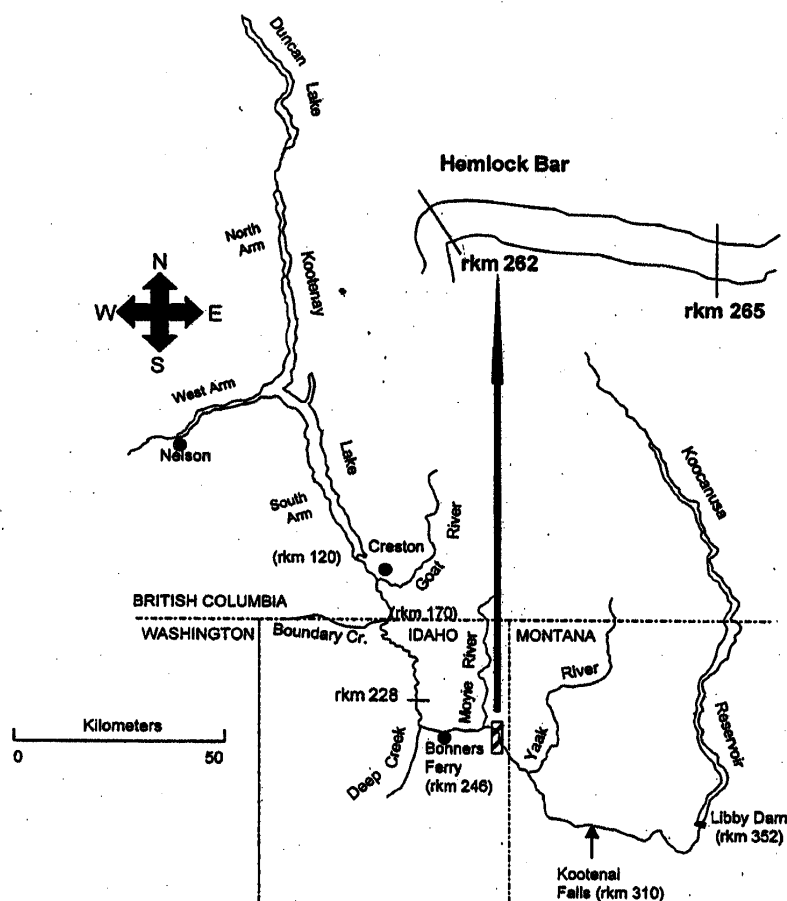 Duncan
Lake
Hemlock Bar
North
Arm
Kootenay
N
W E
S
rkm 262
rkm 265
West Arm
Nelson
Lake
Koocanusa
South
Arm
River
(rkm 120)
Creston
Goat
BRITISH COLUMBIA
(rkm 170)
WASHINGTON
Boundary Cr.
IDAHO
MONTANA
River
River
rkm 228
Moyie
Kilometers
0 50
Deep Creek
Bonners
Ferry
(rkm 246)
Yaak
Reservoir
Libby Dam
(rkm 352)
Kootenai
Falls (rkm 310)